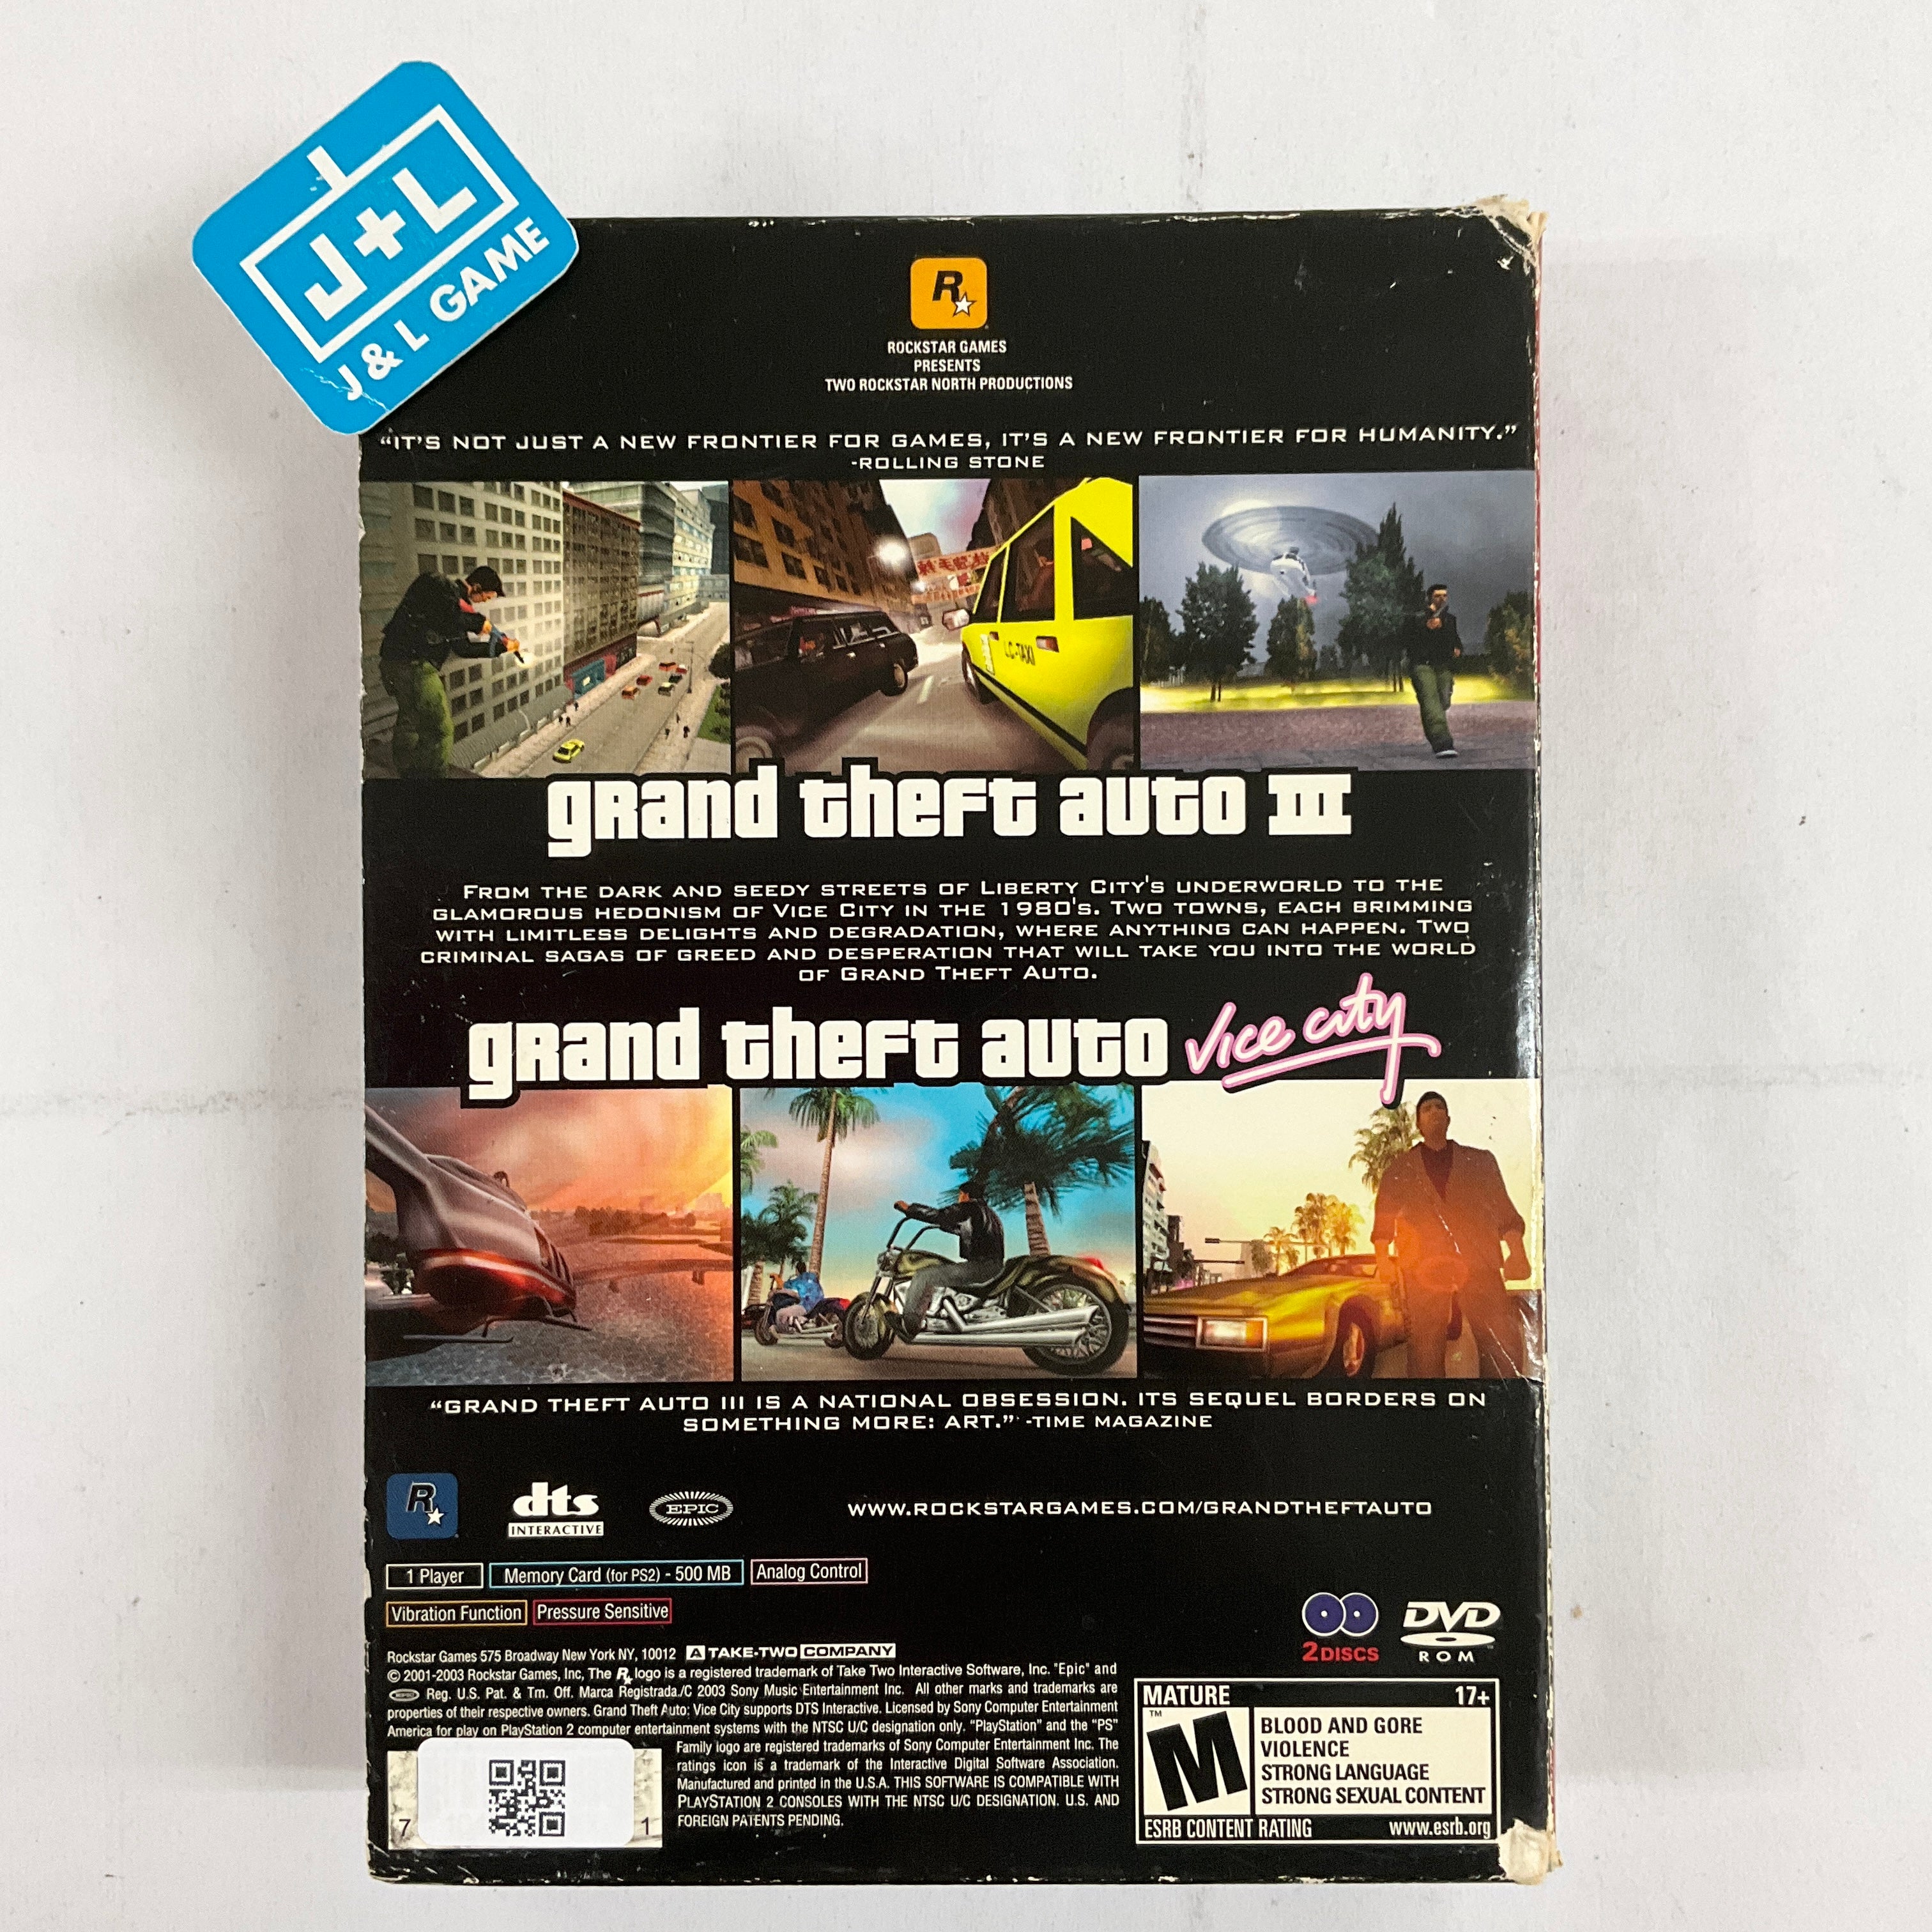 J+L
J & L GAME
R
ROCKSTAR GAMES
PRESENTS
TWO ROCKSTAR NORTH PRODUCTIONS
“IT'S NOT JUST A NEW FRONTIER FOR GAMES, IT'S A NEW FRONTIER FOR HUMANITY.”
-ROLLING STONE
L.C-TAXI
grand theft auto III
FROM THE DARK AND SEEDY STREETS OF LIBERTY CITY'S UNDERWORLD TO THE
GLAMOROUS HEDONISM OF VICE CITY IN THE 1980'S. TWO TOWNS, EACH BRIMMING
WITH LIMITLESS DELIGHTS AND DEGRADATION, WHERE ANYTHING CAN HAPPEN. TWO
CRIMINAL SAGAS OF GREED AND DESPERATION THAT WILL TAKE YOU INTO THE WORLD
OF GRAND THEFT AUTO.
grand theft auto vice city
“GRAND THEFT AUTO III IS A NATIONAL OBSESSION. ITS SEQUEL BORDERS ON
SOMETHING MORE: ART.” -TIME MAGAZINE
R
dts
INTERACTIVE
EPIC
WWW.ROCKSTARGAMES.COM/GRANDTHEFTAUTO
1 Player
Memory Card (for PS2) - 500 MB
Analog Control
Vibration Function
Pressure Sensitive
2DISCS
DVD
ROM
Rockstar Games 575 Broadway New York NY, 10012 A TAKE-TWO COMPANY
© 2001-2003 Rockstar Games, Inc, The R logo is a registered trademark of Take Two Interactive Software, Inc. "Epic" and
EPIC Reg. U.S. Pat. & Tm. Off. Marca Registrada./C 2003 Sony Music Entertainment Inc. All other marks and trademarks are
properties of their respective owners. Grand Theft Auto: Vice City supports DTS Interactive. Licensed by Sony Computer Entertainment
America for play on PlayStation 2 computer entertainment systems with the NTSC U/C designation only. "PlayStation" and the "PS"
Family logo are registered trademarks of Sony Computer Entertainment Inc. The
ratings icon is a trademark of the Interactive Digital Software Association.
Manufactured and printed in the U.S.A. THIS SOFTWARE IS COMPATIBLE WITH
PLAYSTATION 2 CONSOLES WITH THE NTSC U/C DESIGNATION. U.S. AND
FOREIGN PATENTS PENDING.
7 1
MATURE 17+
M
TM
BLOOD AND GORE
VIOLENCE
STRONG LANGUAGE
STRONG SEXUAL CONTENT
ESRB CONTENT RATING www.esrb.org